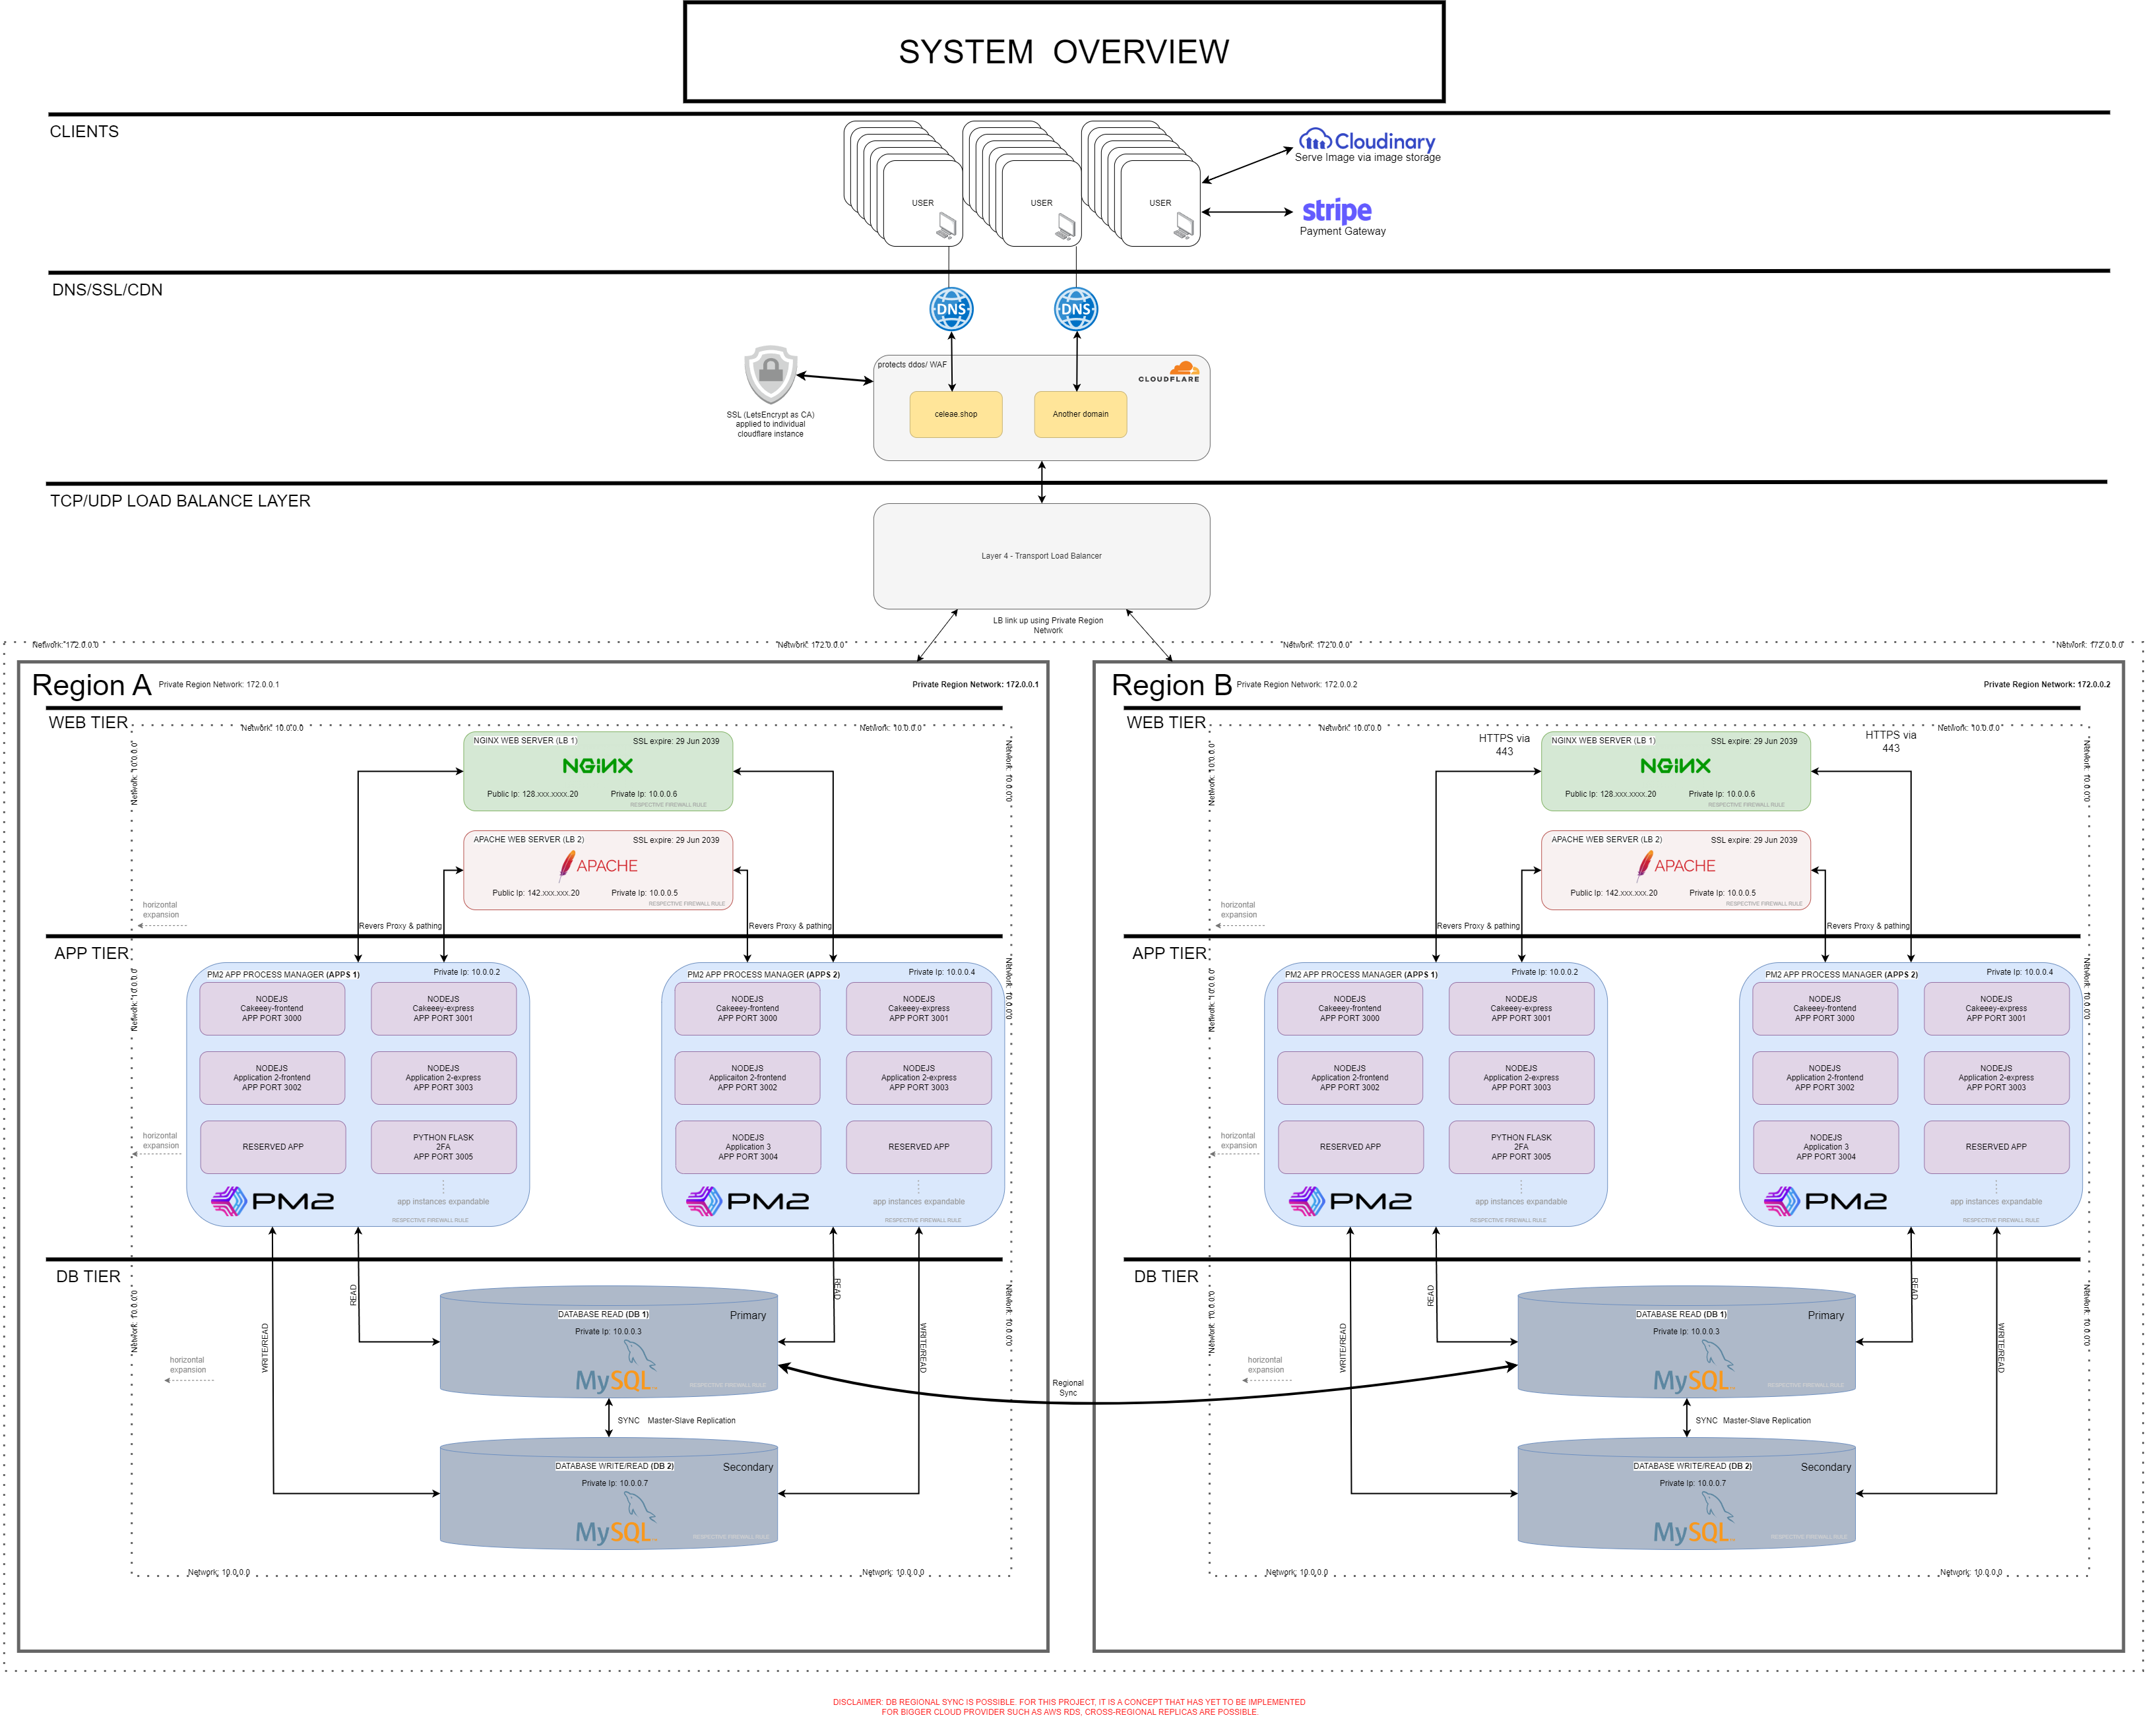 SYSTEM OVERVIEW
CLIENTS
USER
USER
USER
Cloudinary
Serve Image via image storage
stripe
Payment Gateway
DNS/SSL/CDN
DNS
DNS
SSL (LetsEncrypt as CA)
applied to individual
cloudflare instance
protects ddos/ WAF
CLOUDFLARE
celeae.shop
Another domain
TCP/UDP LOAD BALANCE LAYER
Layer 4 - Transport Load Balancer
LB link up using Private Region
Network
Network: 172.0.0.0
Network: 172.0.0.0
Network: 172.0.0.0
Network: 172.0.0.0
Region A
Private Region Network: 172.0.0.1
Private Region Network: 172.0.0.1
WEB TIER
Network: 10.0.0.0
Network: 10.0.0.0
Network: 10.0.0.0
Network: 10.0.0.0
NGINX WEB SERVER (LB 1)
SSL expire: 29 Jun 2039
NGINX
Public Ip: 128.xxx.xxxx.20
Private Ip: 10.0.0.6
RESPECTIVE FIREWALL RULE
APACHE WEB SERVER (LB 2)
SSL expire: 29 Jun 2039
APACHE
Public Ip: 142.xxx.xxx.20
Private Ip: 10.0.0.5
RESPECTIVE FIREWALL RULE
horizontal
expansion
Revers Proxy & pathing
Revers Proxy & pathing
APP TIER
Network: 10.0.0.0
Network: 10.0.0.0
PM2 APP PROCESS MANAGER (APPS 1)
Private Ip: 10.0.0.2
NODEJS
Cakeeey-frontend
APP PORT 3000
NODEJS
Cakeeey-express
APP PORT 3001
NODEJS
Application 2-frontend
APP PORT 3002
NODEJS
Application 2-express
APP PORT 3003
RESERVED APP
PYTHON FLASK
2FA
APP PORT 3005
PM2
app instances expandable
RESPECTIVE FIREWALL RULE
PM2 APP PROCESS MANAGER (APPS 2)
Private Ip: 10.0.0.4
NODEJS
Cakeeey-frontend
APP PORT 3000
NODEJS
Cakeeey-express
APP PORT 3001
NODEJS
Applicaiton 2-frontend
APP PORT 3002
NODEJS
Application 2-express
APP PORT 3003
NODEJS
Application 3
APP PORT 3004
RESERVED APP
PM2
app instances expandable
RESPECTIVE FIREWALL RULE
horizontal
expansion
DB TIER
Network: 10.0.0.0
Network: 10.0.0.0
READ
WRITE/READ
READ
WRITE/READ
DATABASE READ (DB 1)
Primary
Private Ip: 10.0.0.3
MySQL
RESPECTIVE FIREWALL RULE
horizontal
expansion
SYNC
Master-Slave Replication
DATABASE WRITE/READ (DB 2)
Secondary
Private Ip: 10.0.0.7
MySQL
RESPECTIVE FIREWALL RULE
Network: 10.0.0.0
Network: 10.0.0.0
Regional
Sync
Region B
Private Region Network: 172.0.0.2
Private Region Network: 172.0.0.2
WEB TIER
Network: 10.0.0.0
Network: 10.0.0.0
Network: 10.0.0.0
Network: 10.0.0.0
HTTPS via
443
HTTPS via
443
NGINX WEB SERVER (LB 1)
SSL expire: 29 Jun 2039
NGINX
Public Ip: 128.xxx.xxxx.20
Private Ip: 10.0.0.6
RESPECTIVE FIREWALL RULE
APACHE WEB SERVER (LB 2)
SSL expire: 29 Jun 2039
APACHE
Public Ip: 142.xxx.xxx.20
Private Ip: 10.0.0.5
RESPECTIVE FIREWALL RULE
horizontal
expansion
Revers Proxy & pathing
Revers Proxy & pathing
APP TIER
Network: 10.0.0.0
Network: 10.0.0.0
PM2 APP PROCESS MANAGER (APPS 1)
Private Ip: 10.0.0.2
NODEJS
Cakeeey-frontend
APP PORT 3000
NODEJS
Cakeeey-express
APP PORT 3001
NODEJS
Application 2-frontend
APP PORT 3002
NODEJS
Application 2-express
APP PORT 3003
RESERVED APP
PYTHON FLASK
2FA
APP PORT 3005
PM2
app instances expandable
RESPECTIVE FIREWALL RULE
PM2 APP PROCESS MANAGER (APPS 2)
Private Ip: 10.0.0.4
NODEJS
Cakeeey-frontend
APP PORT 3000
NODEJS
Cakeeey-express
APP PORT 3001
NODEJS
Application 2-frontend
APP PORT 3002
NODEJS
Application 2-express
APP PORT 3003
NODEJS
Application 3
APP PORT 3004
RESERVED APP
PM2
app instances expandable
RESPECTIVE FIREWALL RULE
horizontal
expansion
DB TIER
Network: 10.0.0.0
Network: 10.0.0.0
READ
WRITE/READ
READ
WRITE/READ
DATABASE READ (DB 1)
Primary
Private Ip: 10.0.0.3
MySQL
RESPECTIVE FIREWALL RULE
horizontal
expansion
SYNC
Master-Slave Replication
DATABASE WRITE/READ (DB 2)
Secondary
Private Ip: 10.0.0.7
MySQL
RESPECTIVE FIREWALL RULE
Network: 10.0.0.0
Network: 10.0.0.0
DISCLAIMER: DB REGIONAL SYNC IS POSSIBLE. FOR THIS PROJECT, IT IS A CONCEPT THAT HAS YET TO BE IMPLEMENTED
FOR BIGGER CLOUD PROVIDER SUCH AS AWS RDS, CROSS-REGIONAL REPLICAS ARE POSSIBLE.